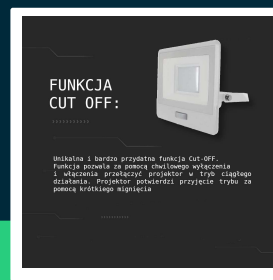 FUNKCJA
CUT OFF:
Unikalna i bardzo przydatna funkcja Cut-OFF.
Funkcja pozwala za pomocą chwilowego wyłączenia
i włączenia przełączyć projektor w tryb ciągłego
działania. Projektor potwierdzi przyjęcie trybu za
pomocą krótkiego mignięcia